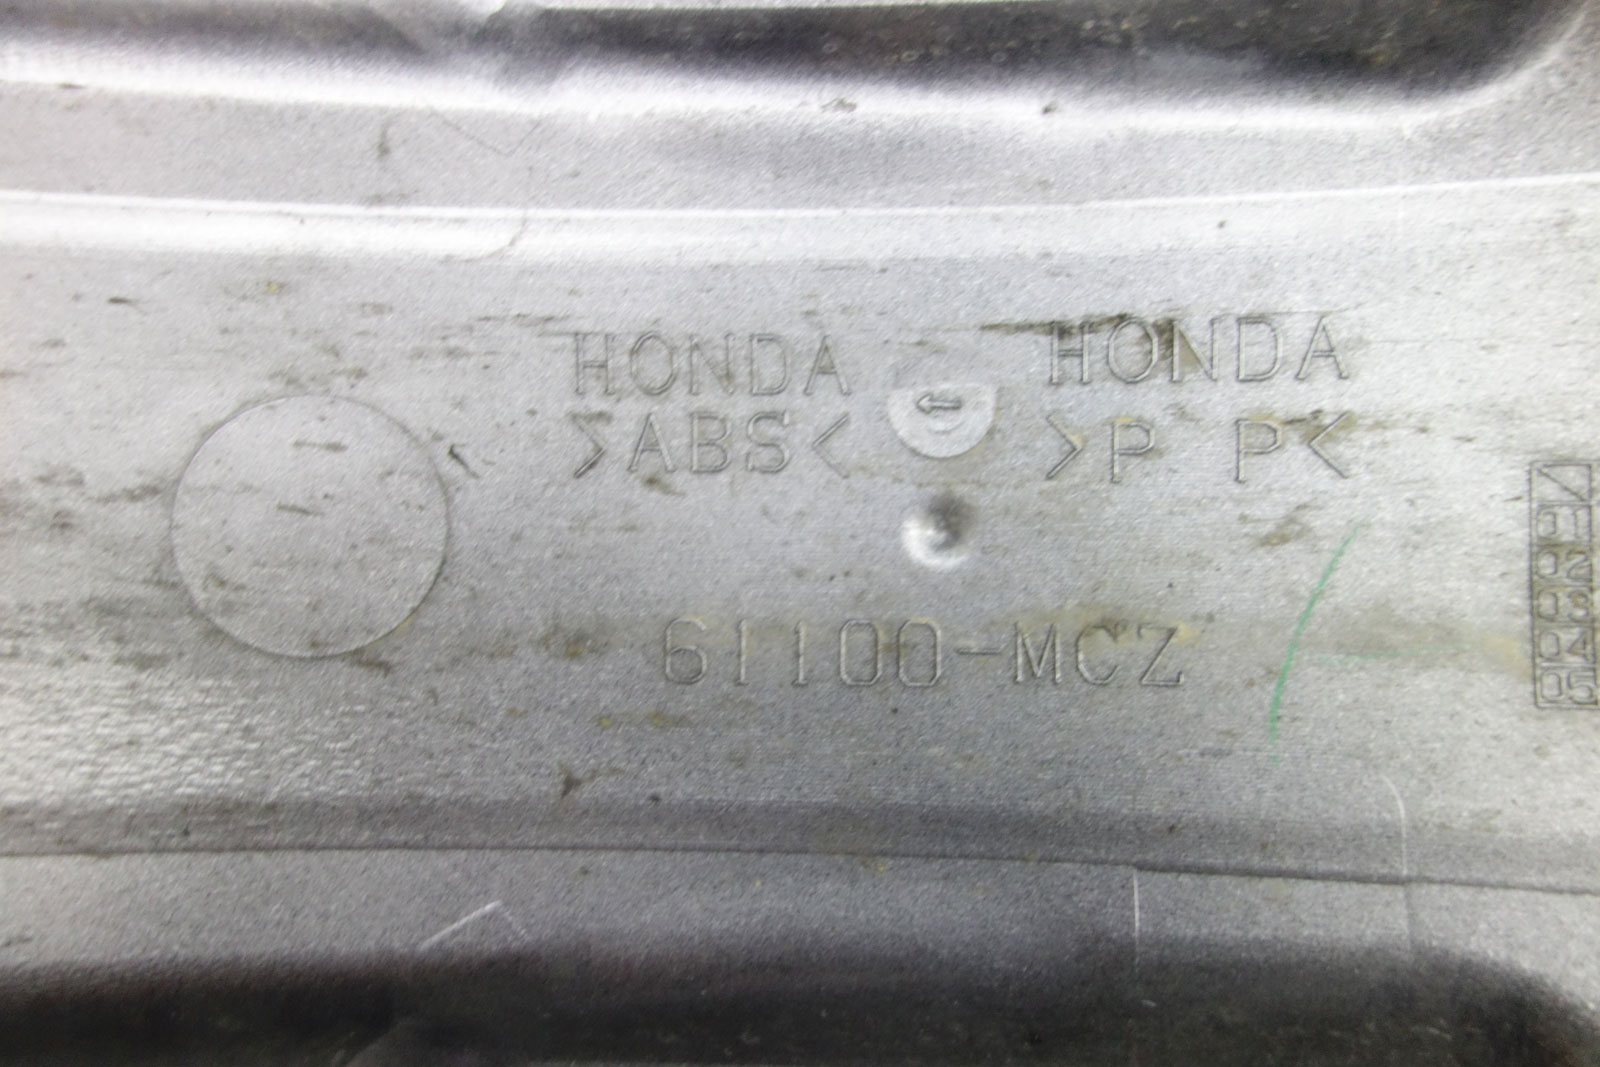 HONDA
>ABS<
←
HONDA
>P P<
61100-MCZ
01
02
03
04
05